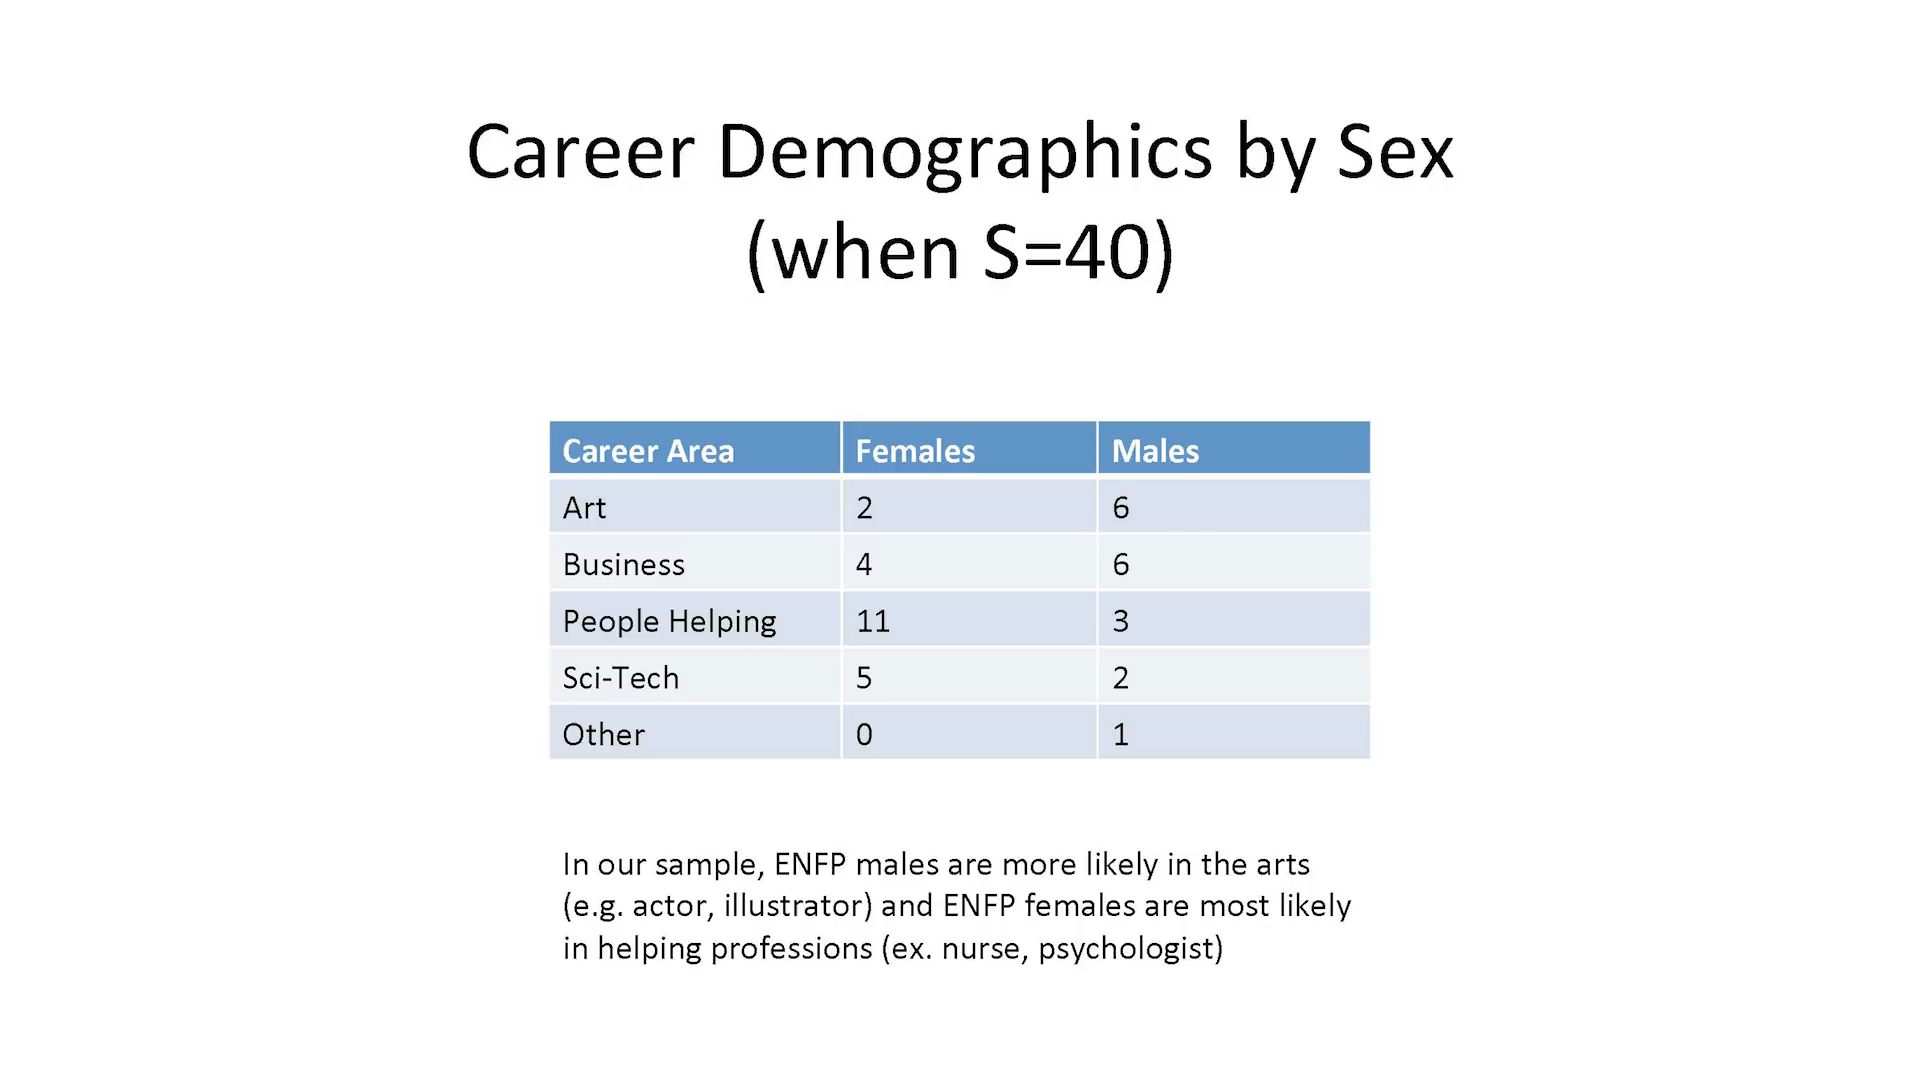 Career Demographics by Sex
(when S=40)
Career Area Females Males
Art 2 6
Business 4 6
People Helping 11 3
Sci-Tech 5 2
Other 0 1
In our sample, ENFP males are more likely in the arts
(e.g. actor, illustrator) and ENFP females are most likely
in helping professions (ex. nurse, psychologist)